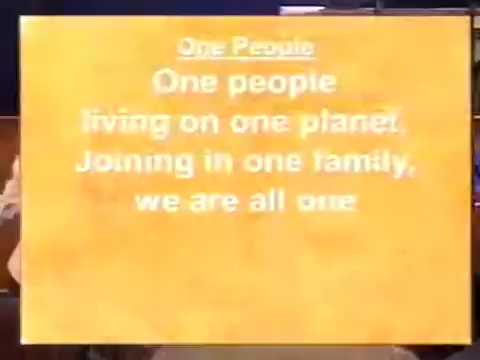 One People
One people
living on one planet,
Joining in one family,
we are all one